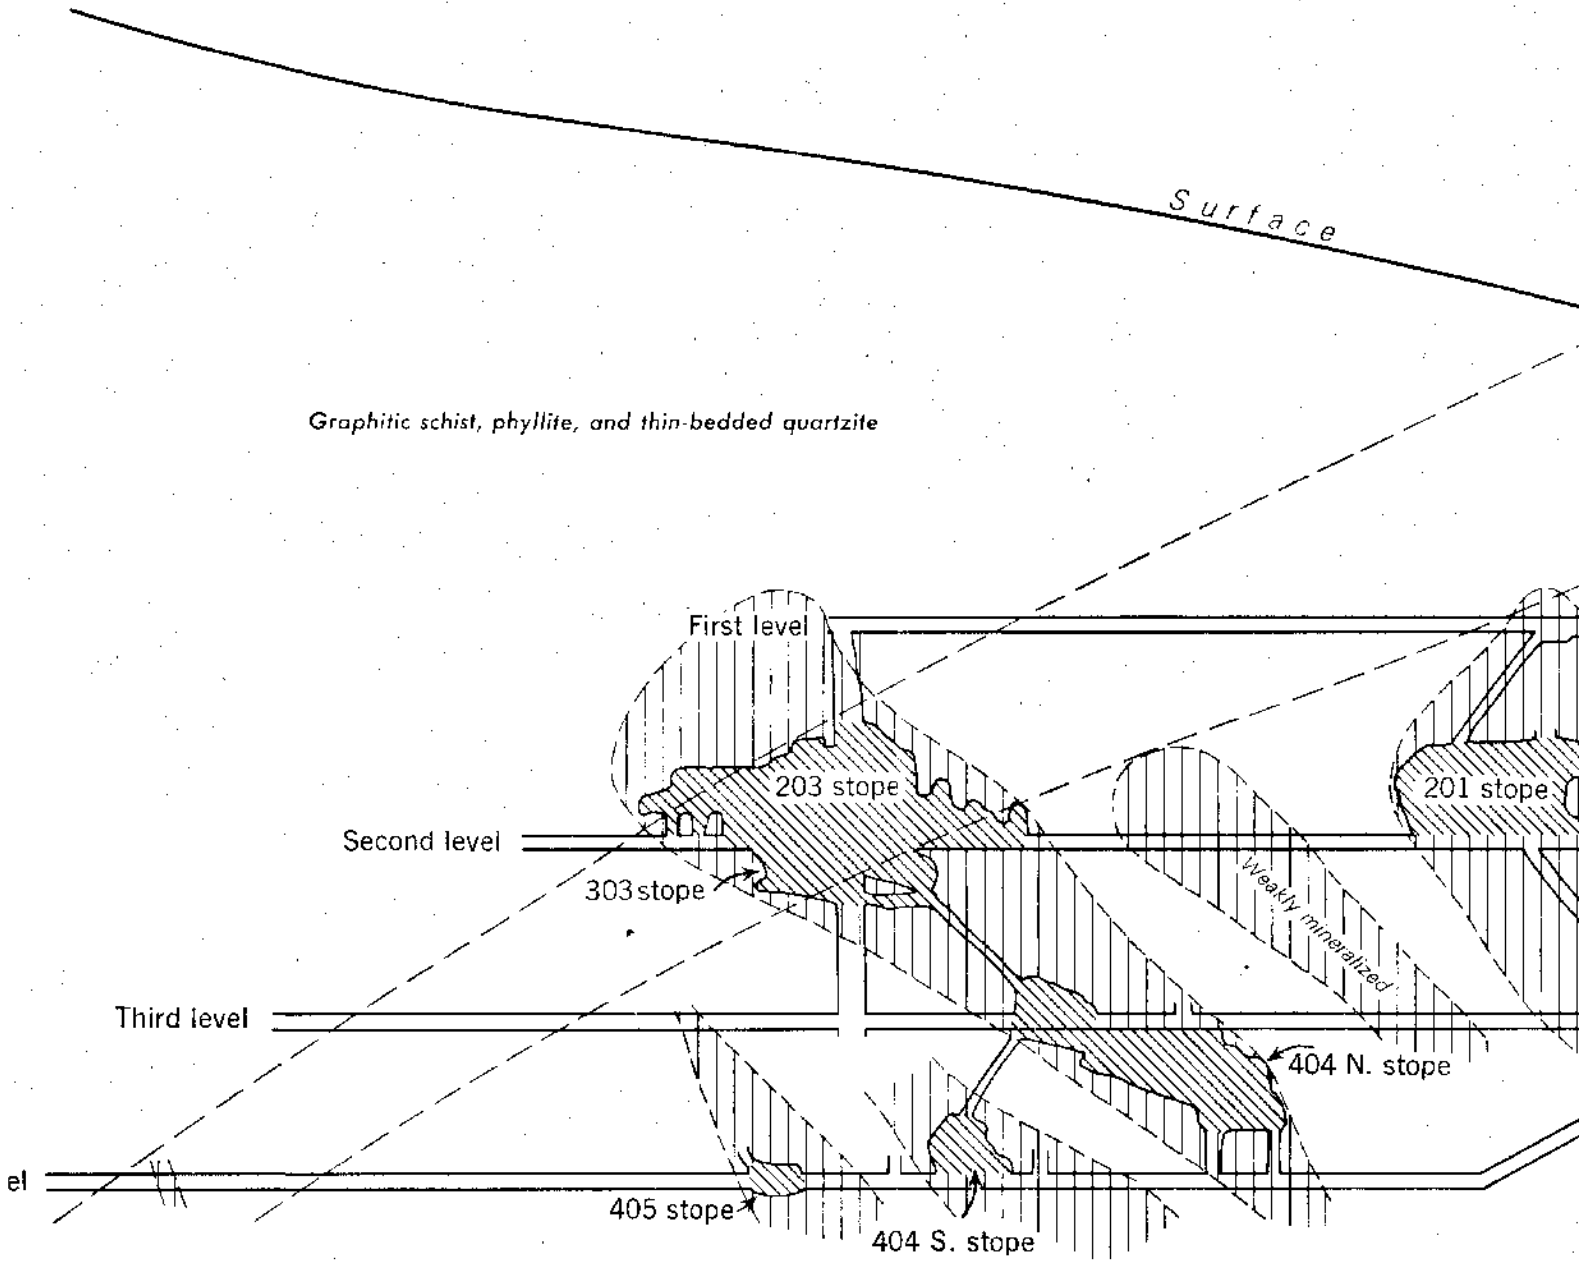 Surface
Graphitic schist, phyllite, and thin-bedded quartzite
First level
203 stope
201 stope
Second level
303 stope
Weakly mineralized
Third level
404 N. stope
el
405 stope
404 S. stope